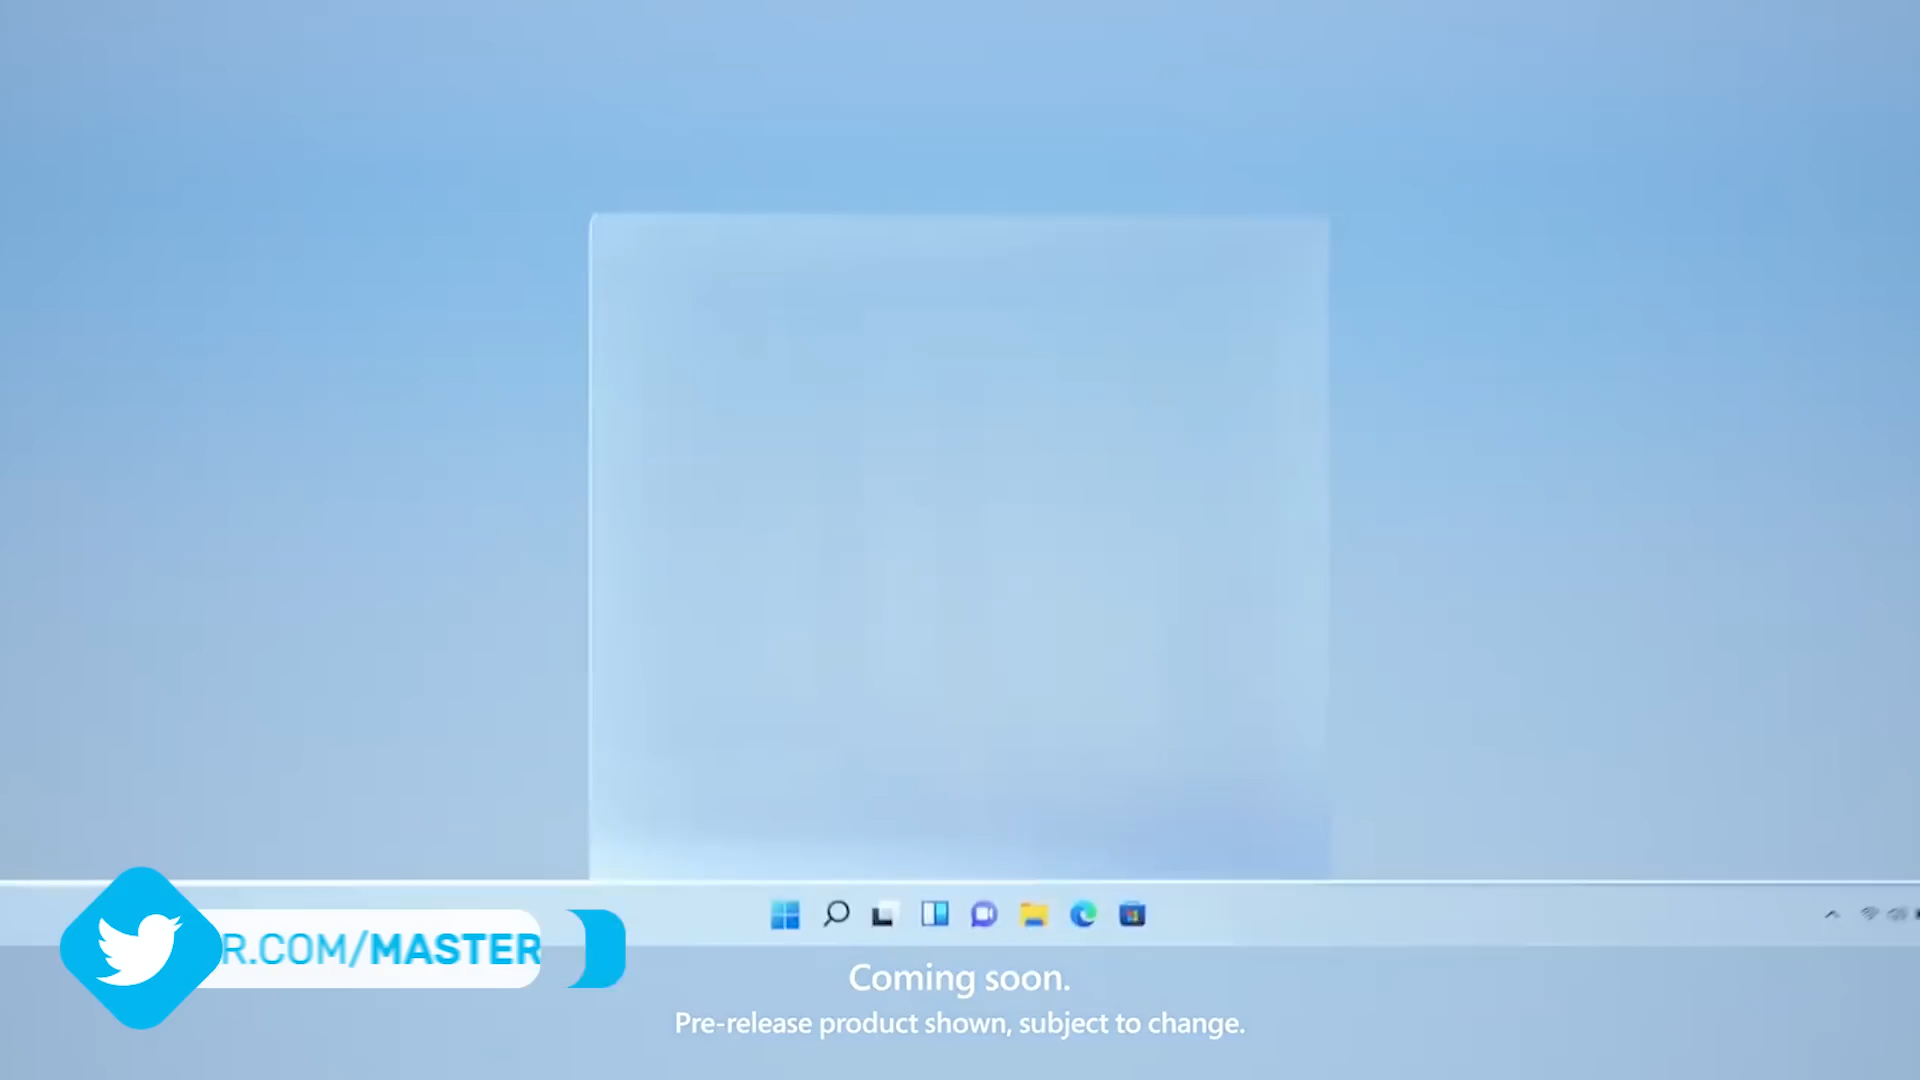 R.COM/MASTER
Coming soon.
Pre-release product shown, subject to change.